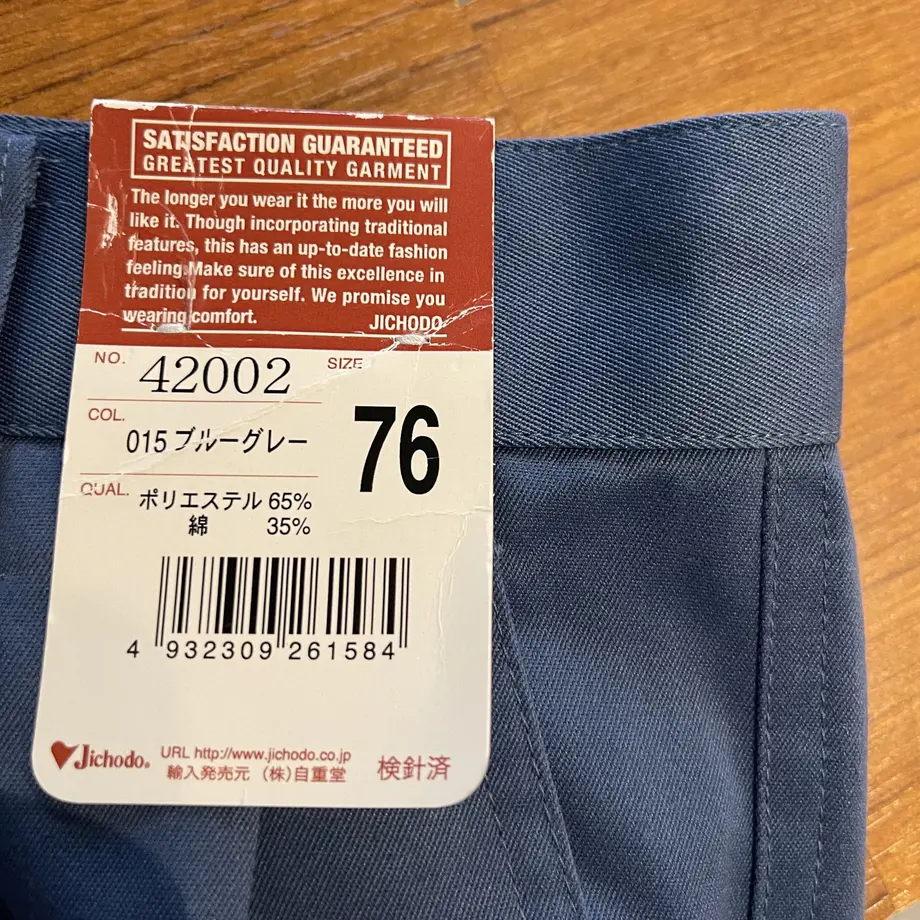 SATISFACTION GUARANTEED
GREATEST QUALITY GARMENT
The longer you wear it the more you will
like it. Though incorporating traditional
features, this has an up-to-date fashion
feeling.Make sure of this excellence in
tradition for yourself. We promise you
wearing comfort. JICHODO
NO. 42002
SIZE 76
COL. 015 ブルーグレー
QUAL. ポリエステル 65%
綿 35%
4 932309 261584
Jichodo® URL http://www.jichodo.co.jp
輸入発売元 (株)自重堂 検針済